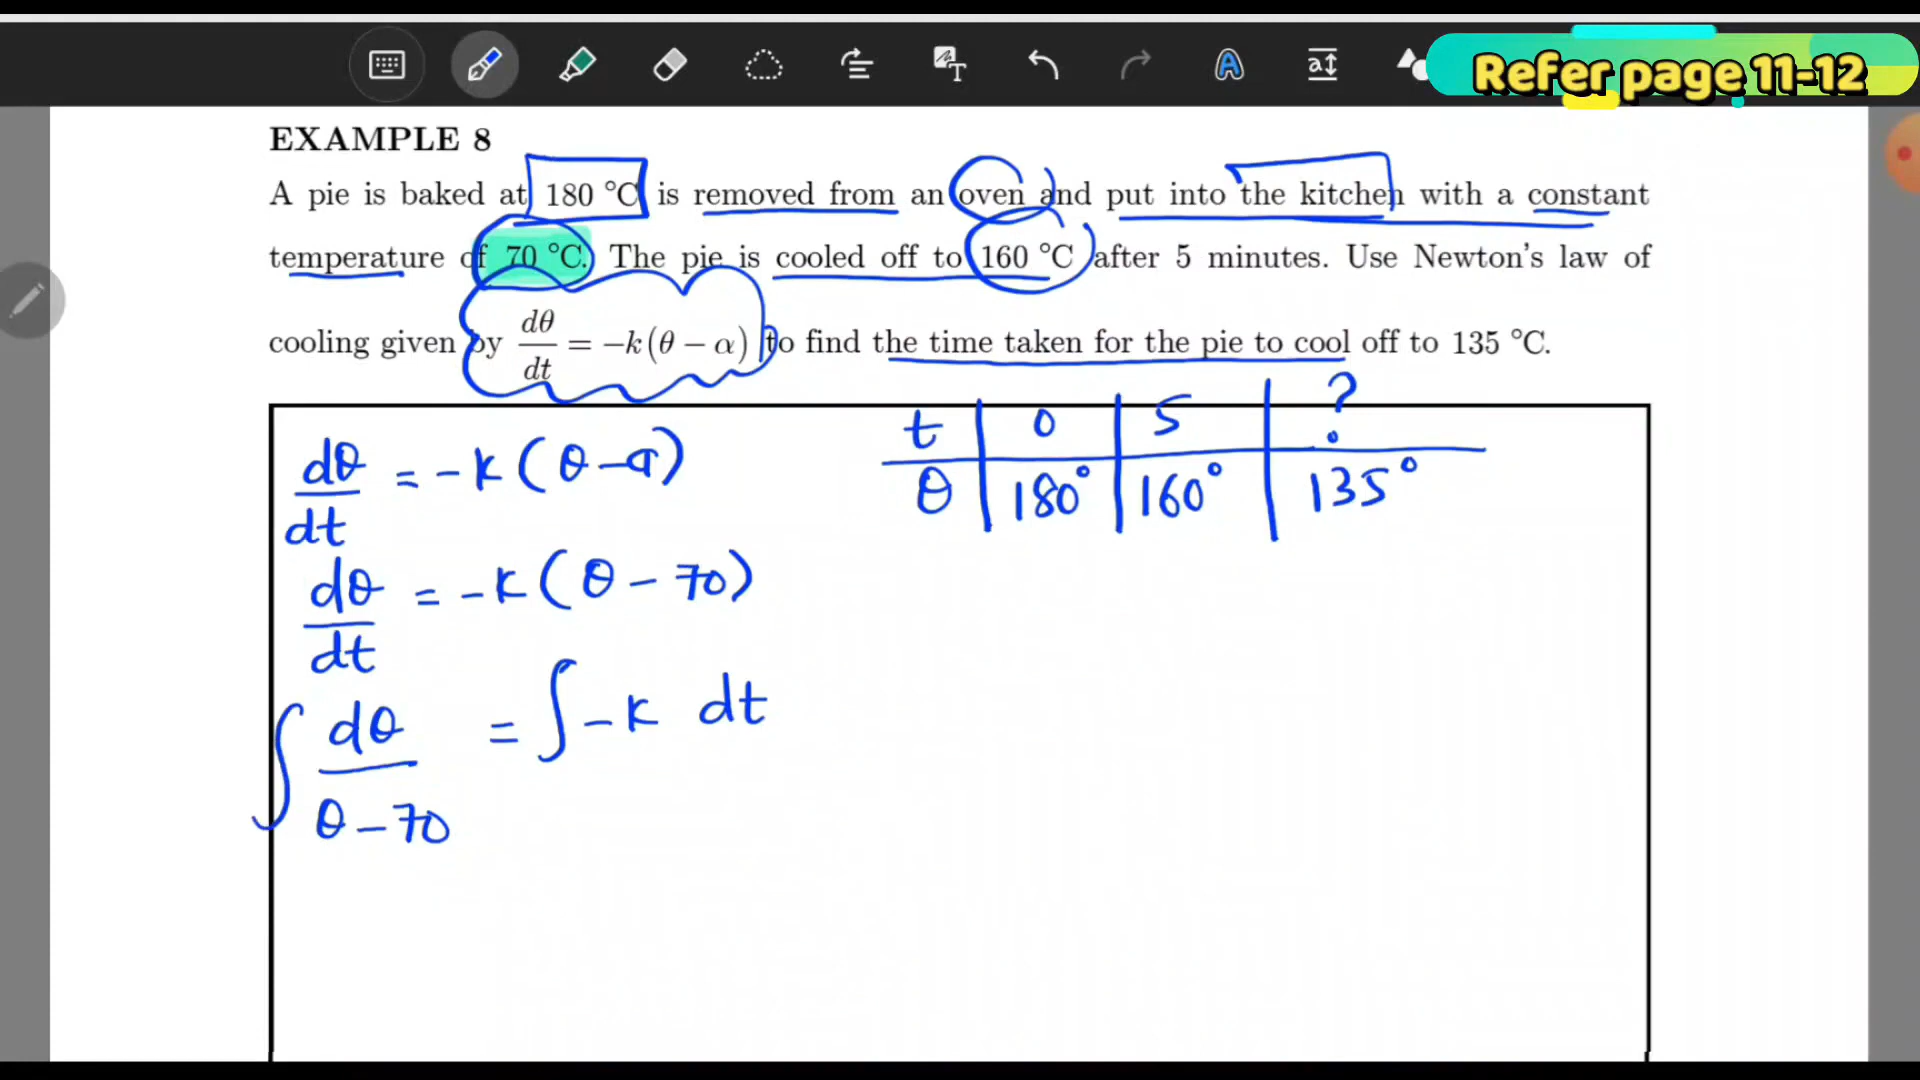 Refer page 11-12
EXAMPLE 8
A pie is baked at 180 °C is removed from an oven and put into the kitchen with a constant
temperature of 70 °C. The pie is cooled off to 160 °C after 5 minutes. Use Newton's law of
cooling given by dθ/dt = −k(θ − α) to find the time taken for the pie to cool off to 135 °C.
t | 0 | 5 | ?
θ | 180° | 160° | 135°
dθ/dt = -k(θ-α)
dθ/dt = -k(θ-70)
∫ dθ/θ-70 = ∫ -k dt